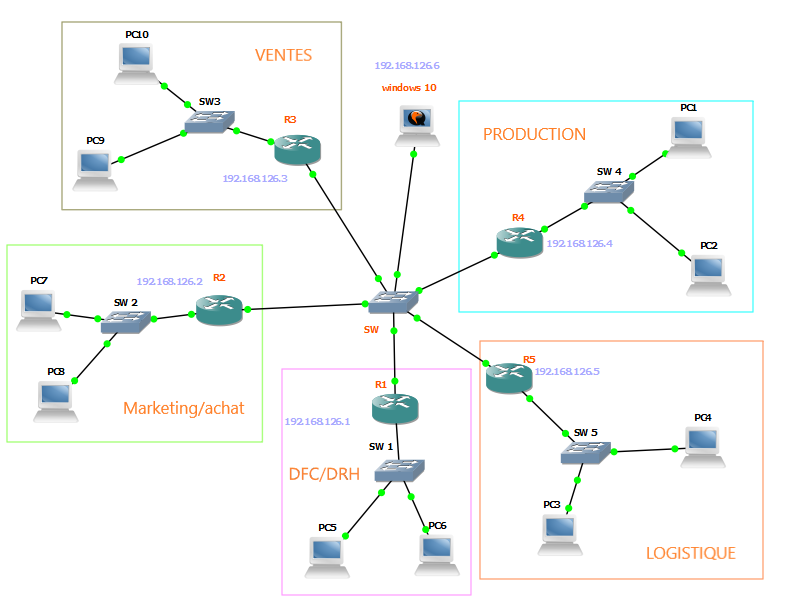 PC10
VENTES
SW3
R3
PC9
192.168.126.3
192.168.126.6
windows 10
PRODUCTION
PC1
SW 4
R4
192.168.126.4
PC2
192.168.126.2
R2
PC7
SW 2
PC8
Marketing/achat
SW
R1
192.168.126.1
SW 1
DFC/DRH
PC5
PC6
R5
192.168.126.5
SW 5
PC4
PC3
LOGISTIQUE